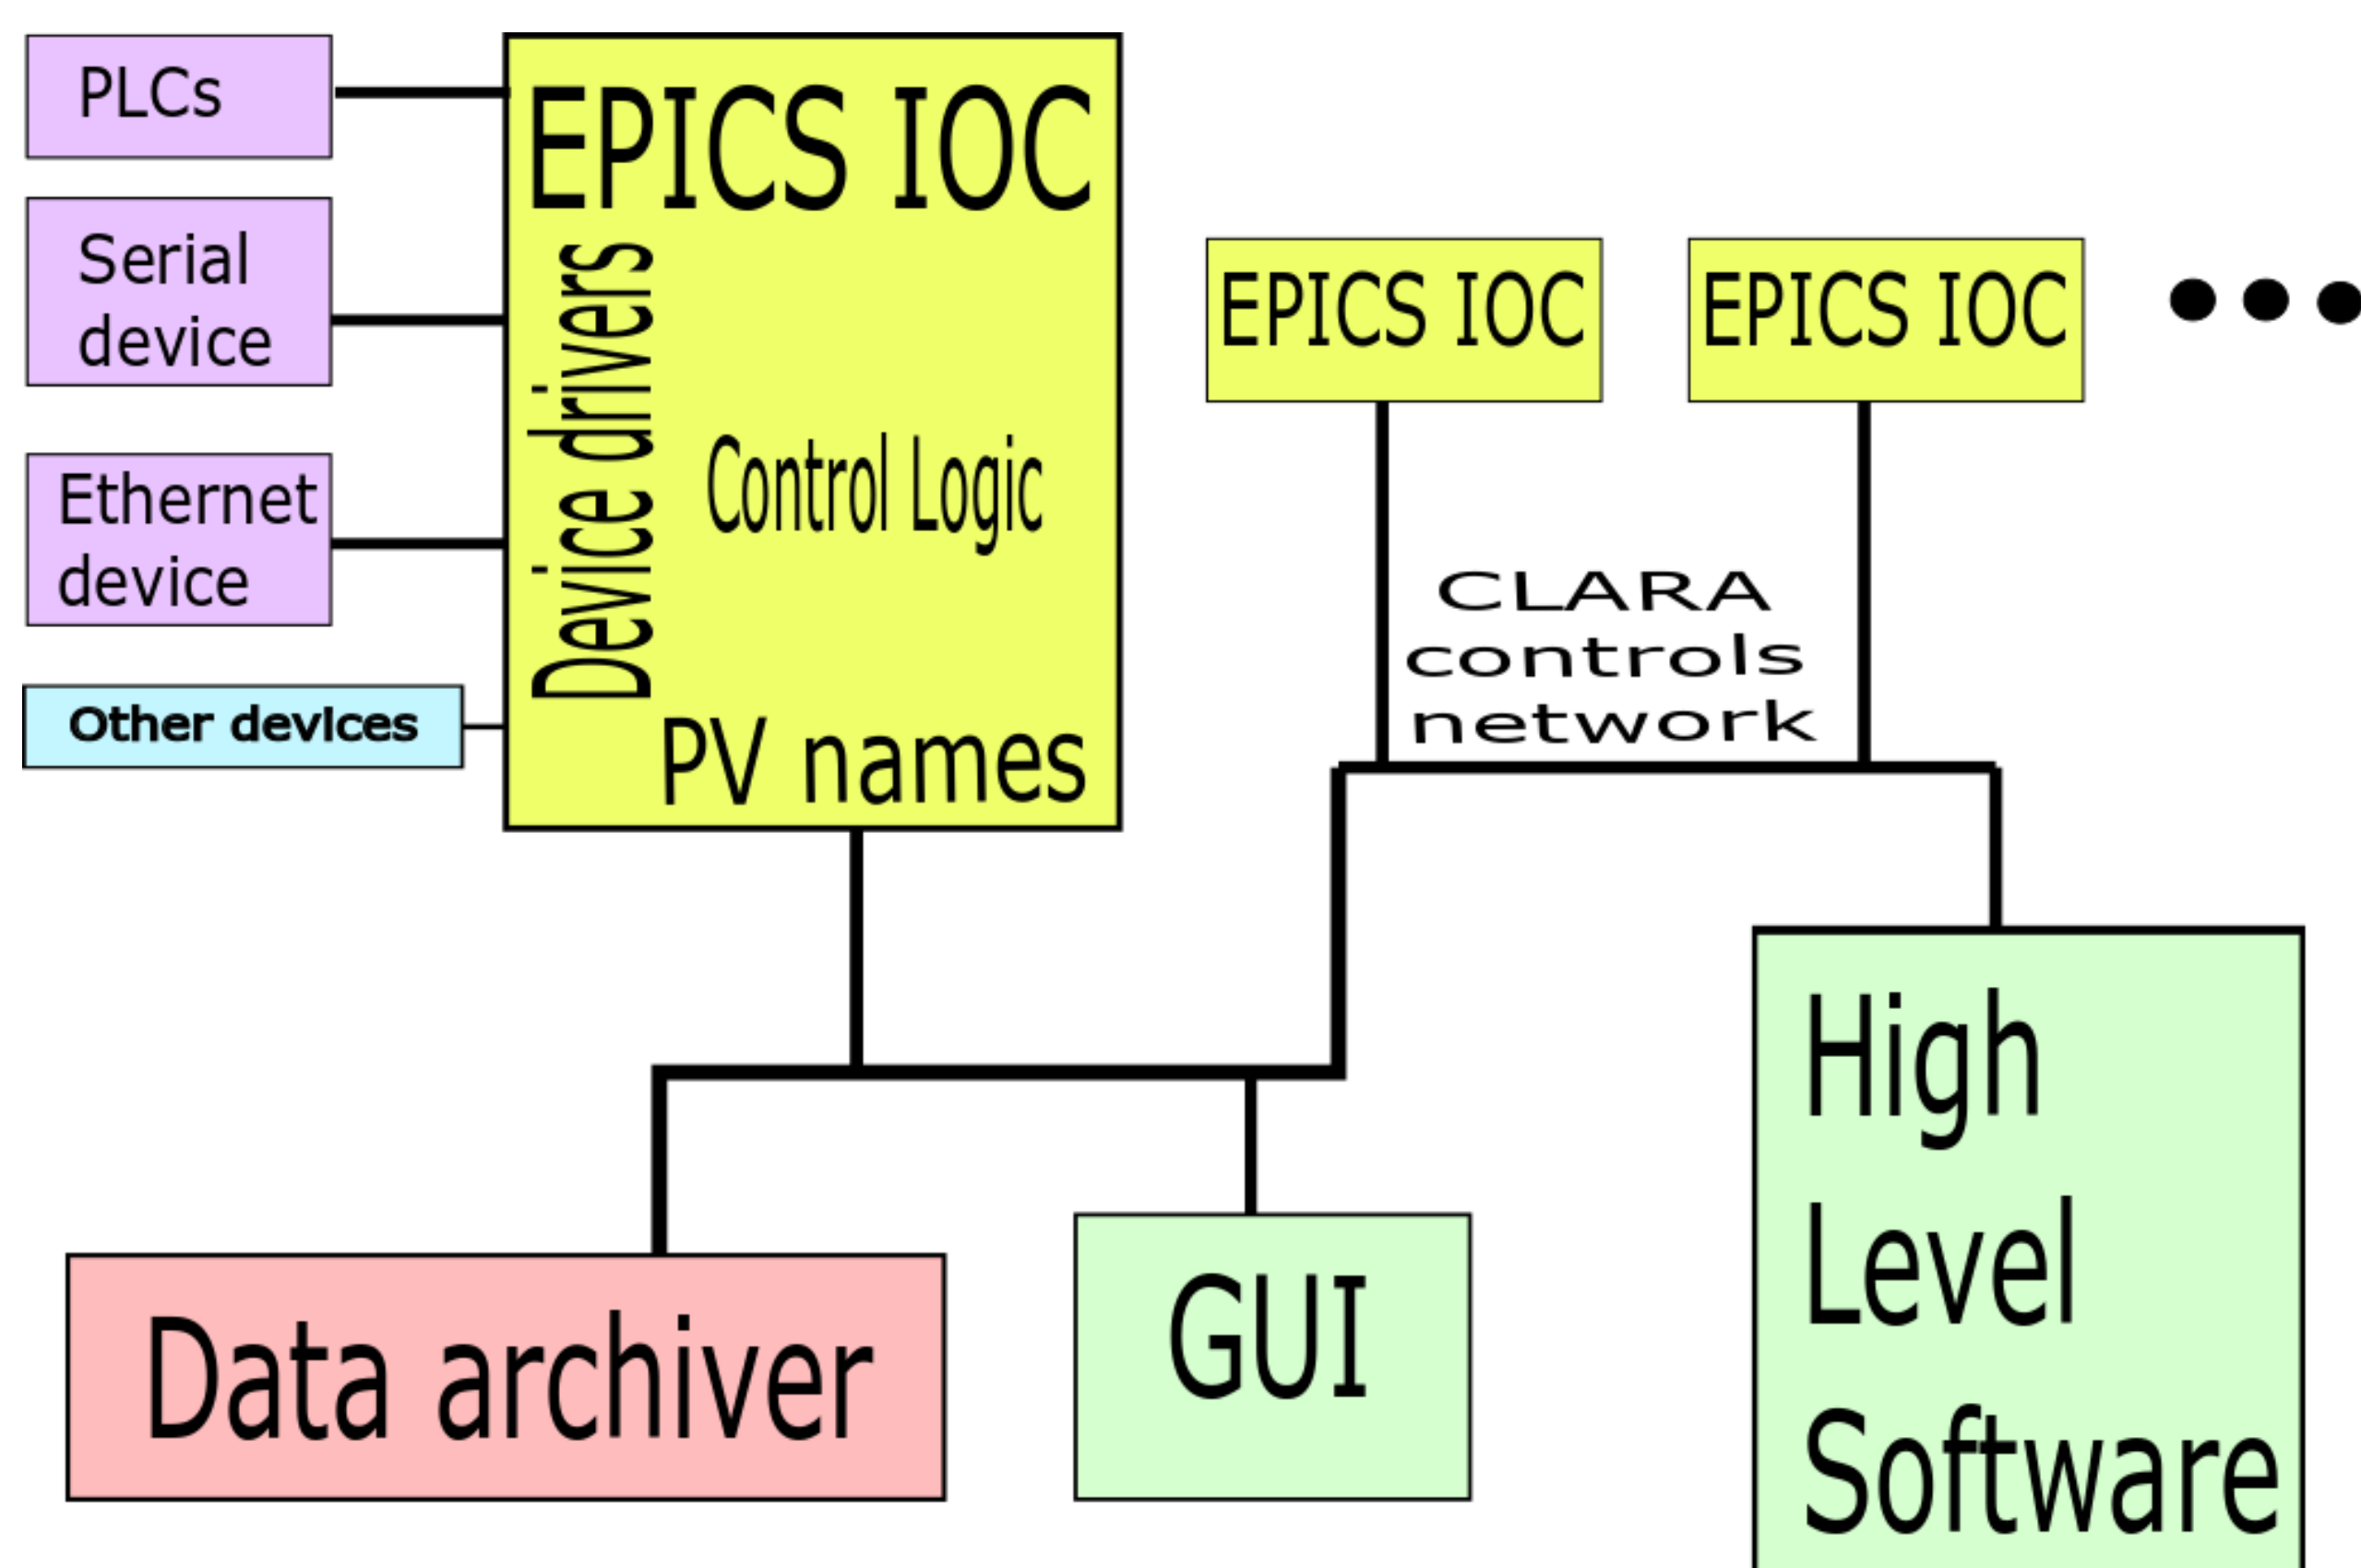 PLCs
Serial
device
Ethernet
device
Other devices
EPICS IOC
Device drivers
Control Logic
PV names
EPICS IOC
EPICS IOC
CLARA
controls
network
Data archiver
GUI
High
Level
Software